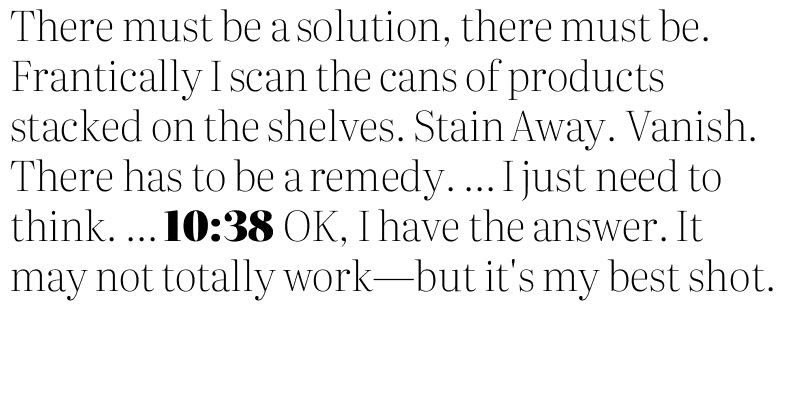 There must be a solution, there must be.
Frantically I scan the cans of products
stacked on the shelves. Stain Away. Vanish.
There has to be a remedy. ... I just need to
think. ... 10:38 OK, I have the answer. It
may not totally work—but it's my best shot.